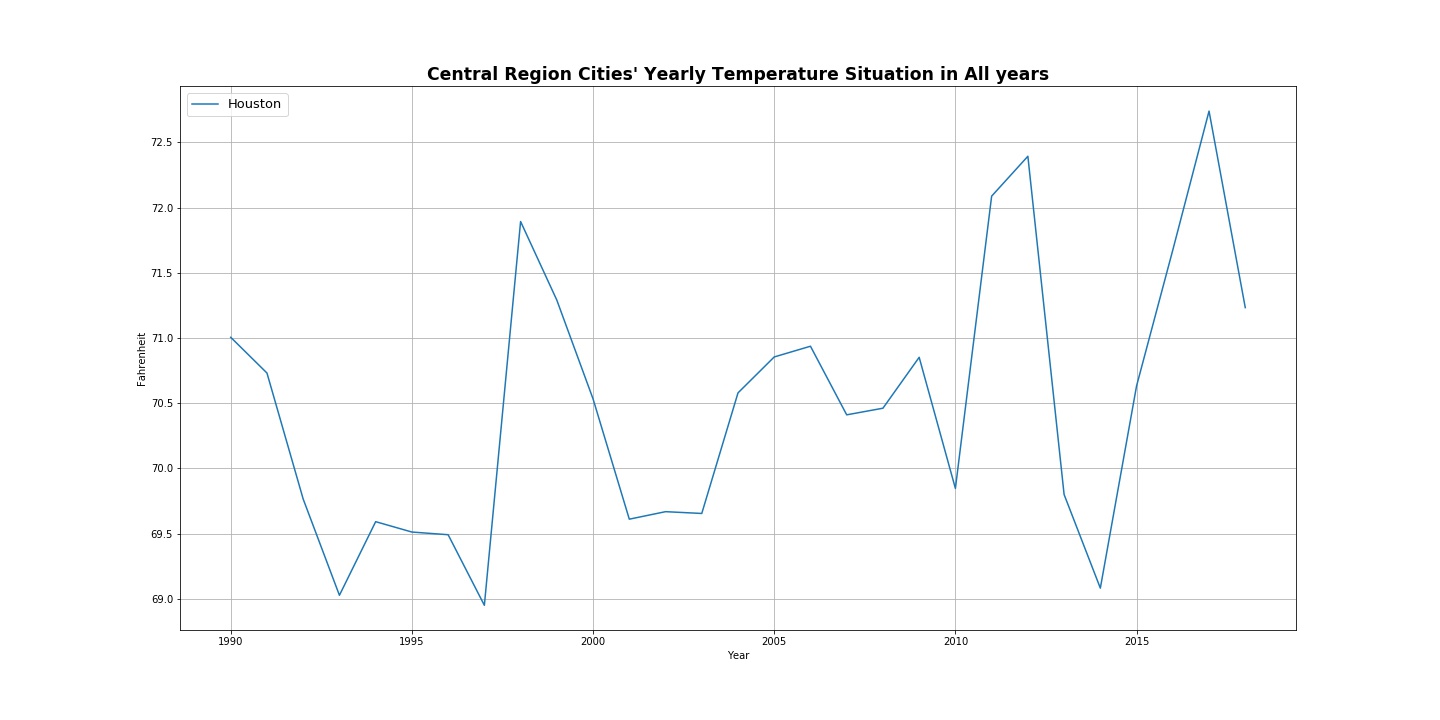 Central Region Cities' Yearly Temperature Situation in All years
Houston
72.5
72.0
71.5
71.0
70.5
70.0
69.5
69.0
Fahrenheit
1990 1995 2000 2005 2010 2015
Year